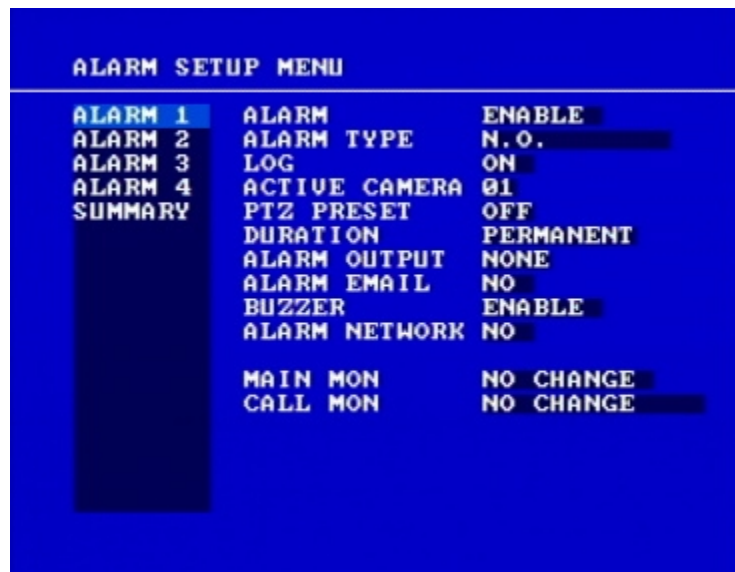 ALARM SETUP MENU
ALARM 1 ALARM ENABLE
ALARM 2 ALARM TYPE N.O.
ALARM 3 LOG ON
ALARM 4 ACTIVE CAMERA 01
SUMMARY PTZ PRESET OFF
DURATION PERMANENT
ALARM OUTPUT NONE
ALARM EMAIL NO
BUZZER ENABLE
ALARM NETWORK NO
MAIN MON NO CHANGE
CALL MON NO CHANGE